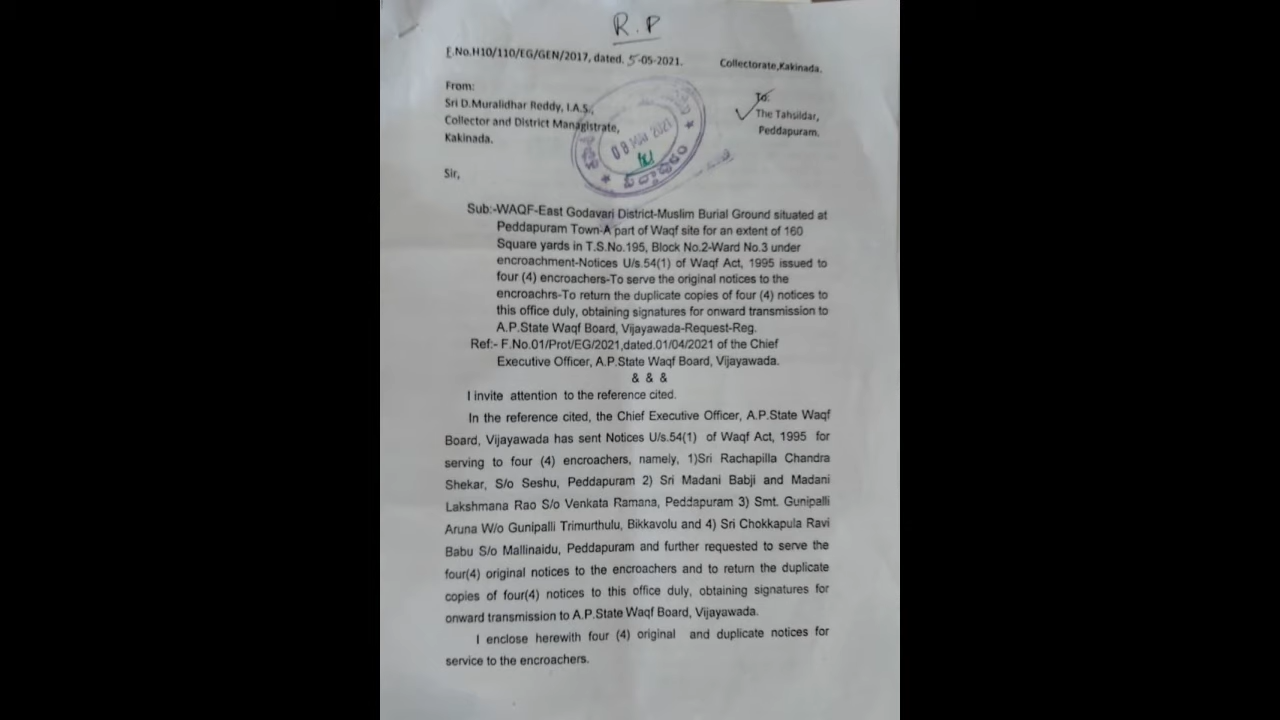 R.P
F.No.H10/110/EG/GEN/2017, dated. 5-05-2021. Collectorate,Kakinada.
From:
Sri D.Muralidhar Reddy, I.A.S.,
Collector and District Managistrate,
Kakinada.
To.
The Tahsildar,
Peddapuram.
08 MAY 2021
Sir,
Sub:-WAQF-East Godavari District-Muslim Burial Ground situated at
Peddapuram Town-A part of Waqf site for an extent of 160
Square yards in T.S.No.195, Block No.2-Ward No.3 under
encroachment-Notices U/s.54(1) of Waqf Act, 1995 issued to
four (4) encroachers-To serve the original notices to the
encroachrs-To return the duplicate copies of four (4) notices to
this office duly, obtaining signatures for onward transmission to
A.P.State Waqf Board, Vijayawada-Request-Reg.
Ref:- F.No.01/Prot/EG/2021,dated.01/04/2021 of the Chief
Executive Officer, A.P.State Waqf Board, Vijayawada.
& & &
I invite attention to the reference cited.
In the reference cited, the Chief Executive Officer, A.P.State Waqf
Board, Vijayawada has sent Notices U/s.54(1) of Waqf Act, 1995 for
serving to four (4) encroachers, namely, 1)Sri Rachapilla Chandra
Shekar, S/o Seshu, Peddapuram 2) Sri Madani Babji and Madani
Lakshmana Rao S/o Venkata Ramana, Peddapuram 3) Smt. Gunipalli
Aruna W/o Gunipalli Trimurthulu, Bikkavolu and 4) Sri Chokkapula Ravi
Babu S/o Mallinaidu, Peddapuram and further requested to serve the
four(4) original notices to the encroachers and to return the duplicate
copies of four(4) notices to this office duly, obtaining signatures for
onward transmission to A.P.State Waqf Board, Vijayawada.
I enclose herewith four (4) original and duplicate notices for
service to the encroachers.